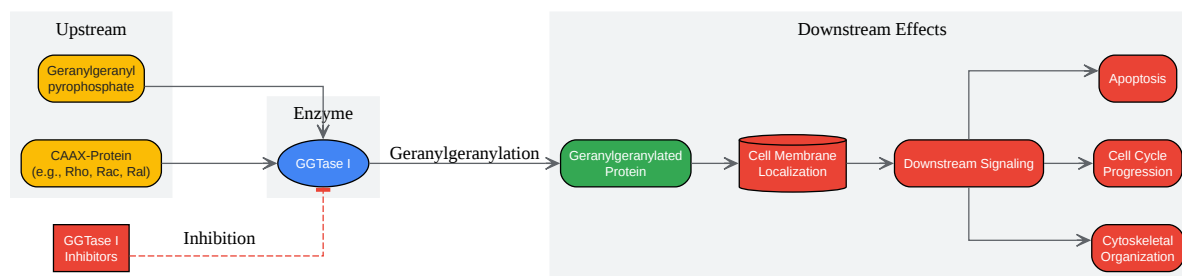 Upstream
Downstream Effects
Geranylgeranyl
pyrophosphate
Enzyme
CAAX-Protein
(e.g., Rho, Rac, Ral)
GGTase I
Geranylgeranylation
Geranylgeranylated
Protein
Cell Membrane
Localization
Downstream Signaling
Apoptosis
Cell Cycle
Progression
Cytoskeletal
Organization
GGTase I
Inhibitors
Inhibition